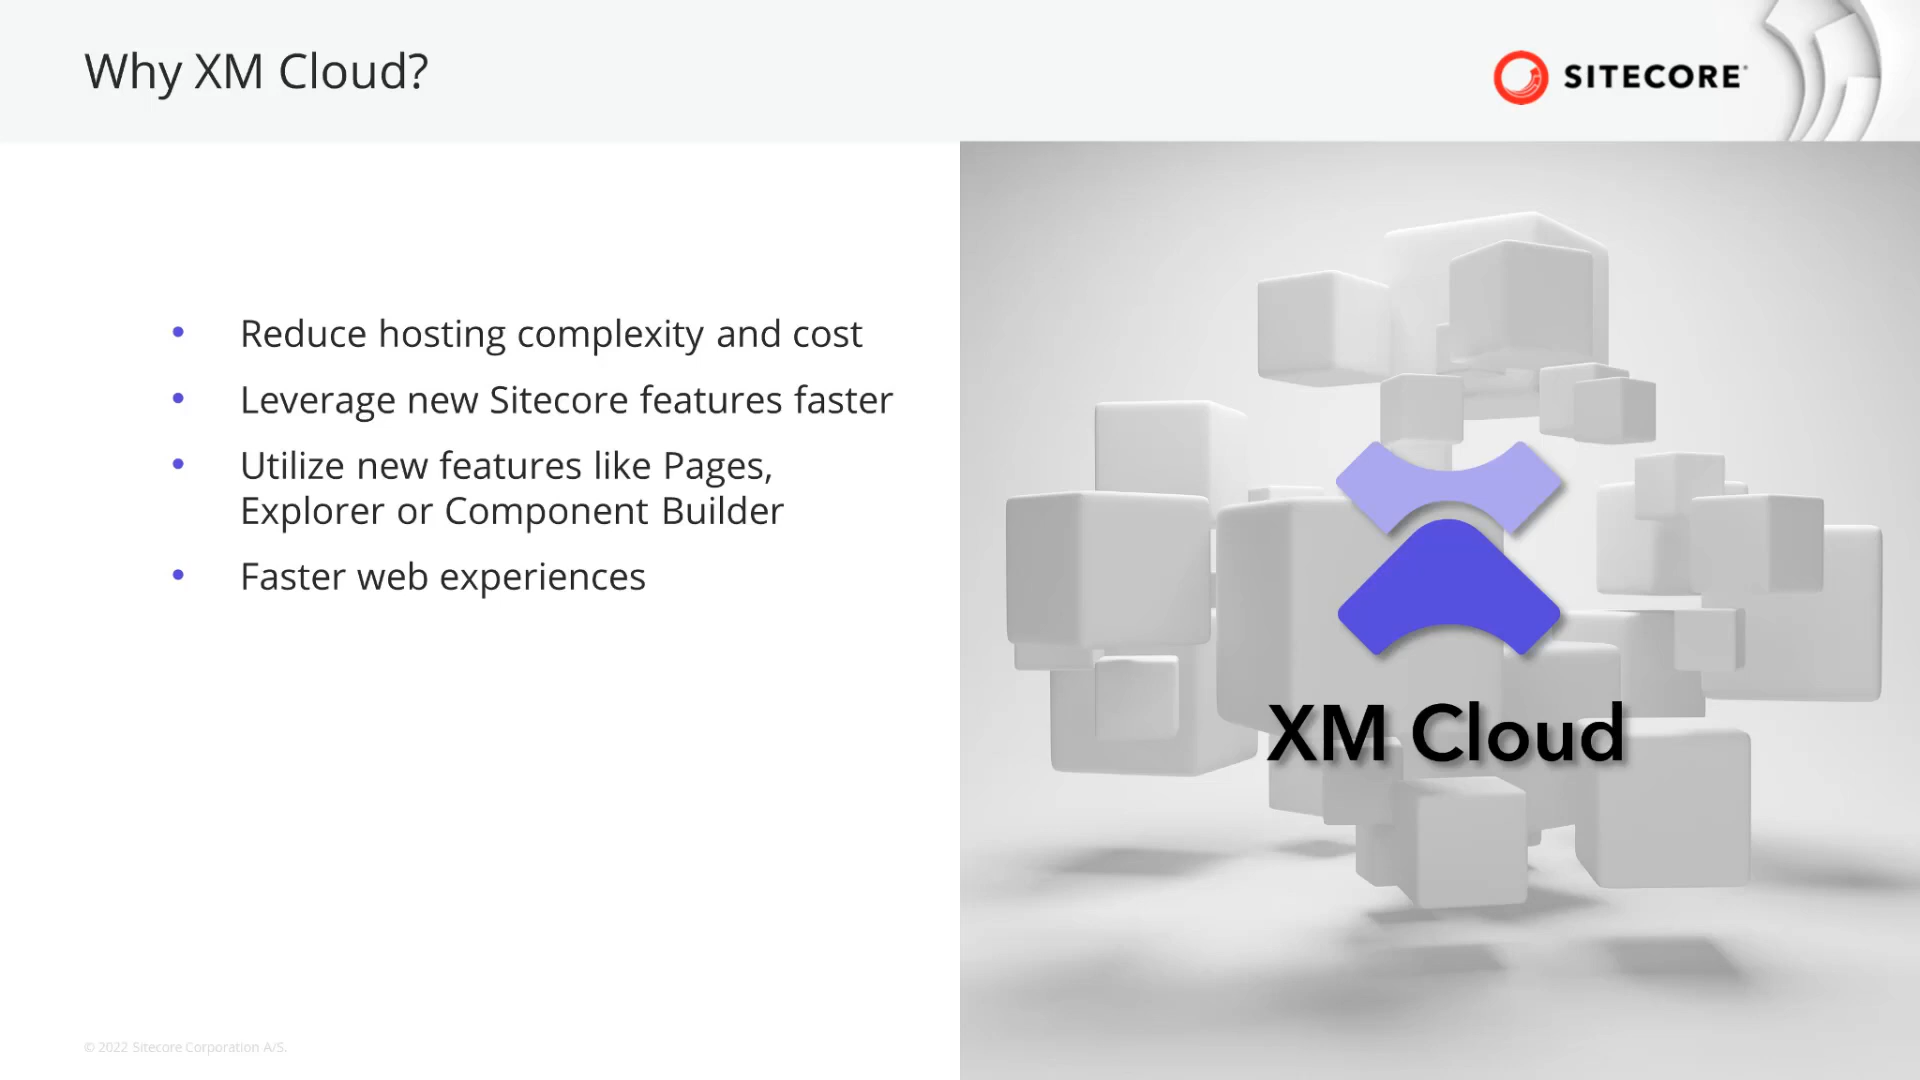 Why XM Cloud?
SITECORE
• Reduce hosting complexity and cost
• Leverage new Sitecore features faster
• Utilize new features like Pages,
Explorer or Component Builder
• Faster web experiences
XM Cloud
© 2022 Sitecore Corporation A/S.